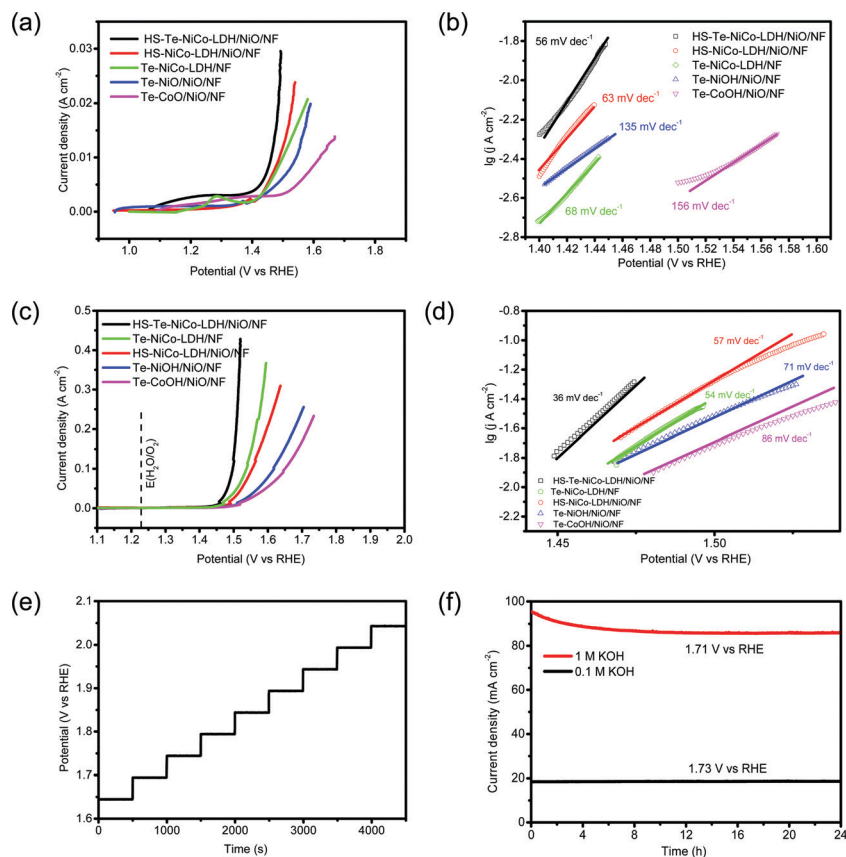 (a)
HS-Te-NiCo-LDH/NiO/NF
HS-NiCo-LDH/NiO/NF
Te-NiCo-LDH/NF
Te-NiO/NiO/NF
Te-CoO/NiO/NF
0.03
0.02
0.01
0.00
Current density (A cm⁻²)
1.0 1.2 1.4 1.6 1.8
Potential (V vs RHE)
(b)
56 mV dec⁻¹
HS-Te-NiCo-LDH/NiO/NF
HS-NiCo-LDH/NiO/NF
Te-NiCo-LDH/NF
Te-NiOH/NiO/NF
Te-CoOH/NiO/NF
63 mV dec⁻¹
135 mV dec⁻¹
68 mV dec⁻¹
156 mV dec⁻¹
-1.8
-2.0
-2.2
-2.4
-2.6
-2.8
lg (j A cm⁻²)
1.40 1.42 1.44 1.46 1.48 1.50 1.52 1.54 1.56 1.58 1.60
Potential (V vs RHE)
(c)
HS-Te-NiCo-LDH/NiO/NF
Te-NiCo-LDH/NF
HS-NiCo-LDH/NiO/NF
Te-NiOH/NiO/NF
Te-CoOH/NiO/NF
E(H₂O/O₂)
0.5
0.4
0.3
0.2
0.1
0.0
Current density (A cm⁻²)
1.1 1.2 1.3 1.4 1.5 1.6 1.7 1.8 1.9 2.0
Potential (V vs RHE)
(d)
57 mV dec⁻¹
71 mV dec⁻¹
36 mV dec⁻¹
54 mV dec⁻¹
86 mV dec⁻¹
HS-Te-NiCo-LDH/NiO/NF
Te-NiCo-LDH/NF
HS-NiCo-LDH/NiO/NF
Te-NiOH/NiO/NF
Te-CoOH/NiO/NF
-0.8
-1.0
-1.2
-1.4
-1.6
-1.8
-2.0
-2.2
lg (j A cm⁻²)
1.45 1.50
Potential (V vs RHE)
(e)
2.1
2.0
1.9
1.8
1.7
1.6
Potential (V vs RHE)
0 1000 2000 3000 4000
Time (s)
(f)
1 M KOH
0.1 M KOH
1.71 V vs RHE
1.73 V vs RHE
100
80
60
40
20
0
Current density (mA cm⁻²)
0 4 8 12 16 20 24
Time (h)